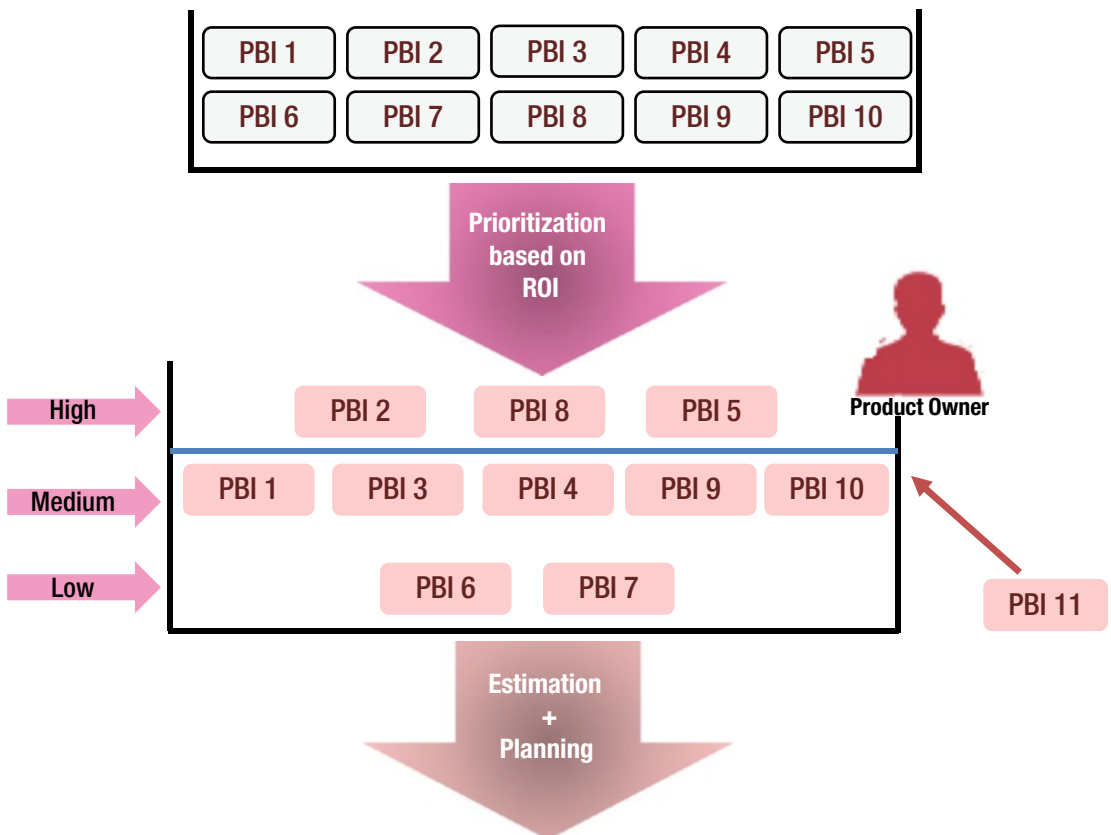 PBI 1 PBI 2 PBI 3 PBI 4 PBI 5
PBI 6 PBI 7 PBI 8 PBI 9 PBI 10
Prioritization
based on
ROI
High PBI 2 PBI 8 PBI 5 Product Owner
Medium PBI 1 PBI 3 PBI 4 PBI 9 PBI 10
Low PBI 6 PBI 7 PBI 11
Estimation
+
Planning